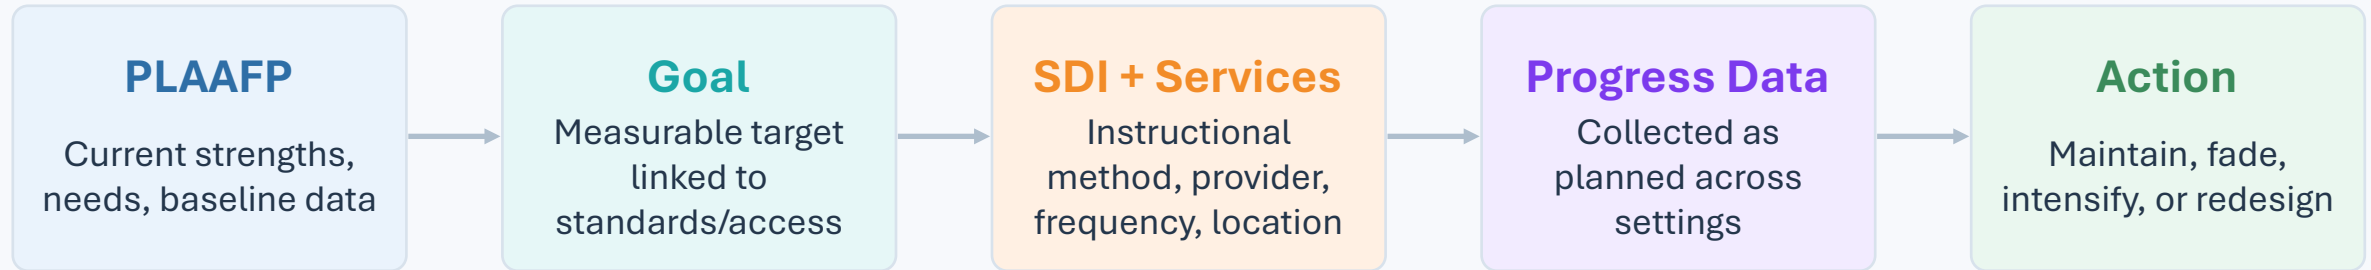 PLAAFP
Current strengths,
needs, baseline data
Goal
Measurable target
linked to
standards/access
SDI + Services
Instructional
method, provider,
frequency, location
Progress Data
Collected as
planned across
settings
Action
Maintain, fade,
intensify, or redesign